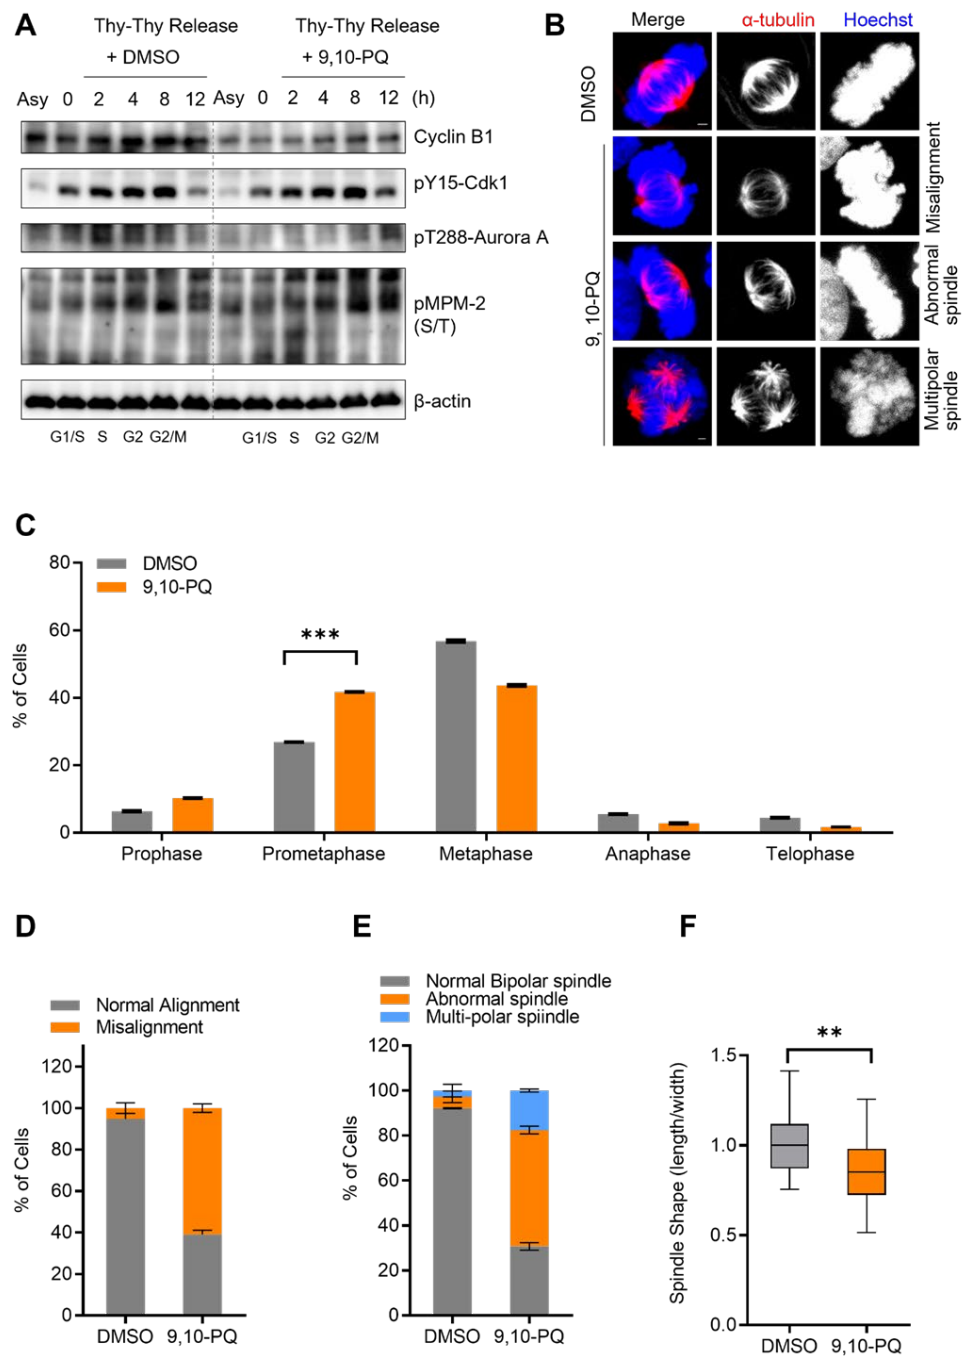 A
Thy-Thy Release
+ DMSO
Thy-Thy Release
+ 9,10-PQ
Asy 0 2 4 8 12 Asy 0 2 4 8 12 (h)
Cyclin B1
pY15-Cdk1
pT288-Aurora A
pMPM-2
(S/T)
β-actin
G1/S S G2 G2/M G1/S S G2 G2/M
B
Merge α-tubulin Hoechst
DMSO
9, 10-PQ
Misalignment
Abnormal
spindle
Multipolar
spindle
C
DMSO
9,10-PQ
% of Cells
80
60
40
20
0
***
Prophase Prometaphase Metaphase Anaphase Telophase
D
Normal Alignment
Misalignment
% of Cells
120
100
80
60
40
20
0
DMSO 9,10-PQ
E
Normal Bipolar spindle
Abnormal spindle
Multi-polar spiindle
% of Cells
120
100
80
60
40
20
0
DMSO 9,10-PQ
F
Spindle Shape (length/width)
1.5
1.0
0.5
0.0
**
DMSO 9,10-PQ